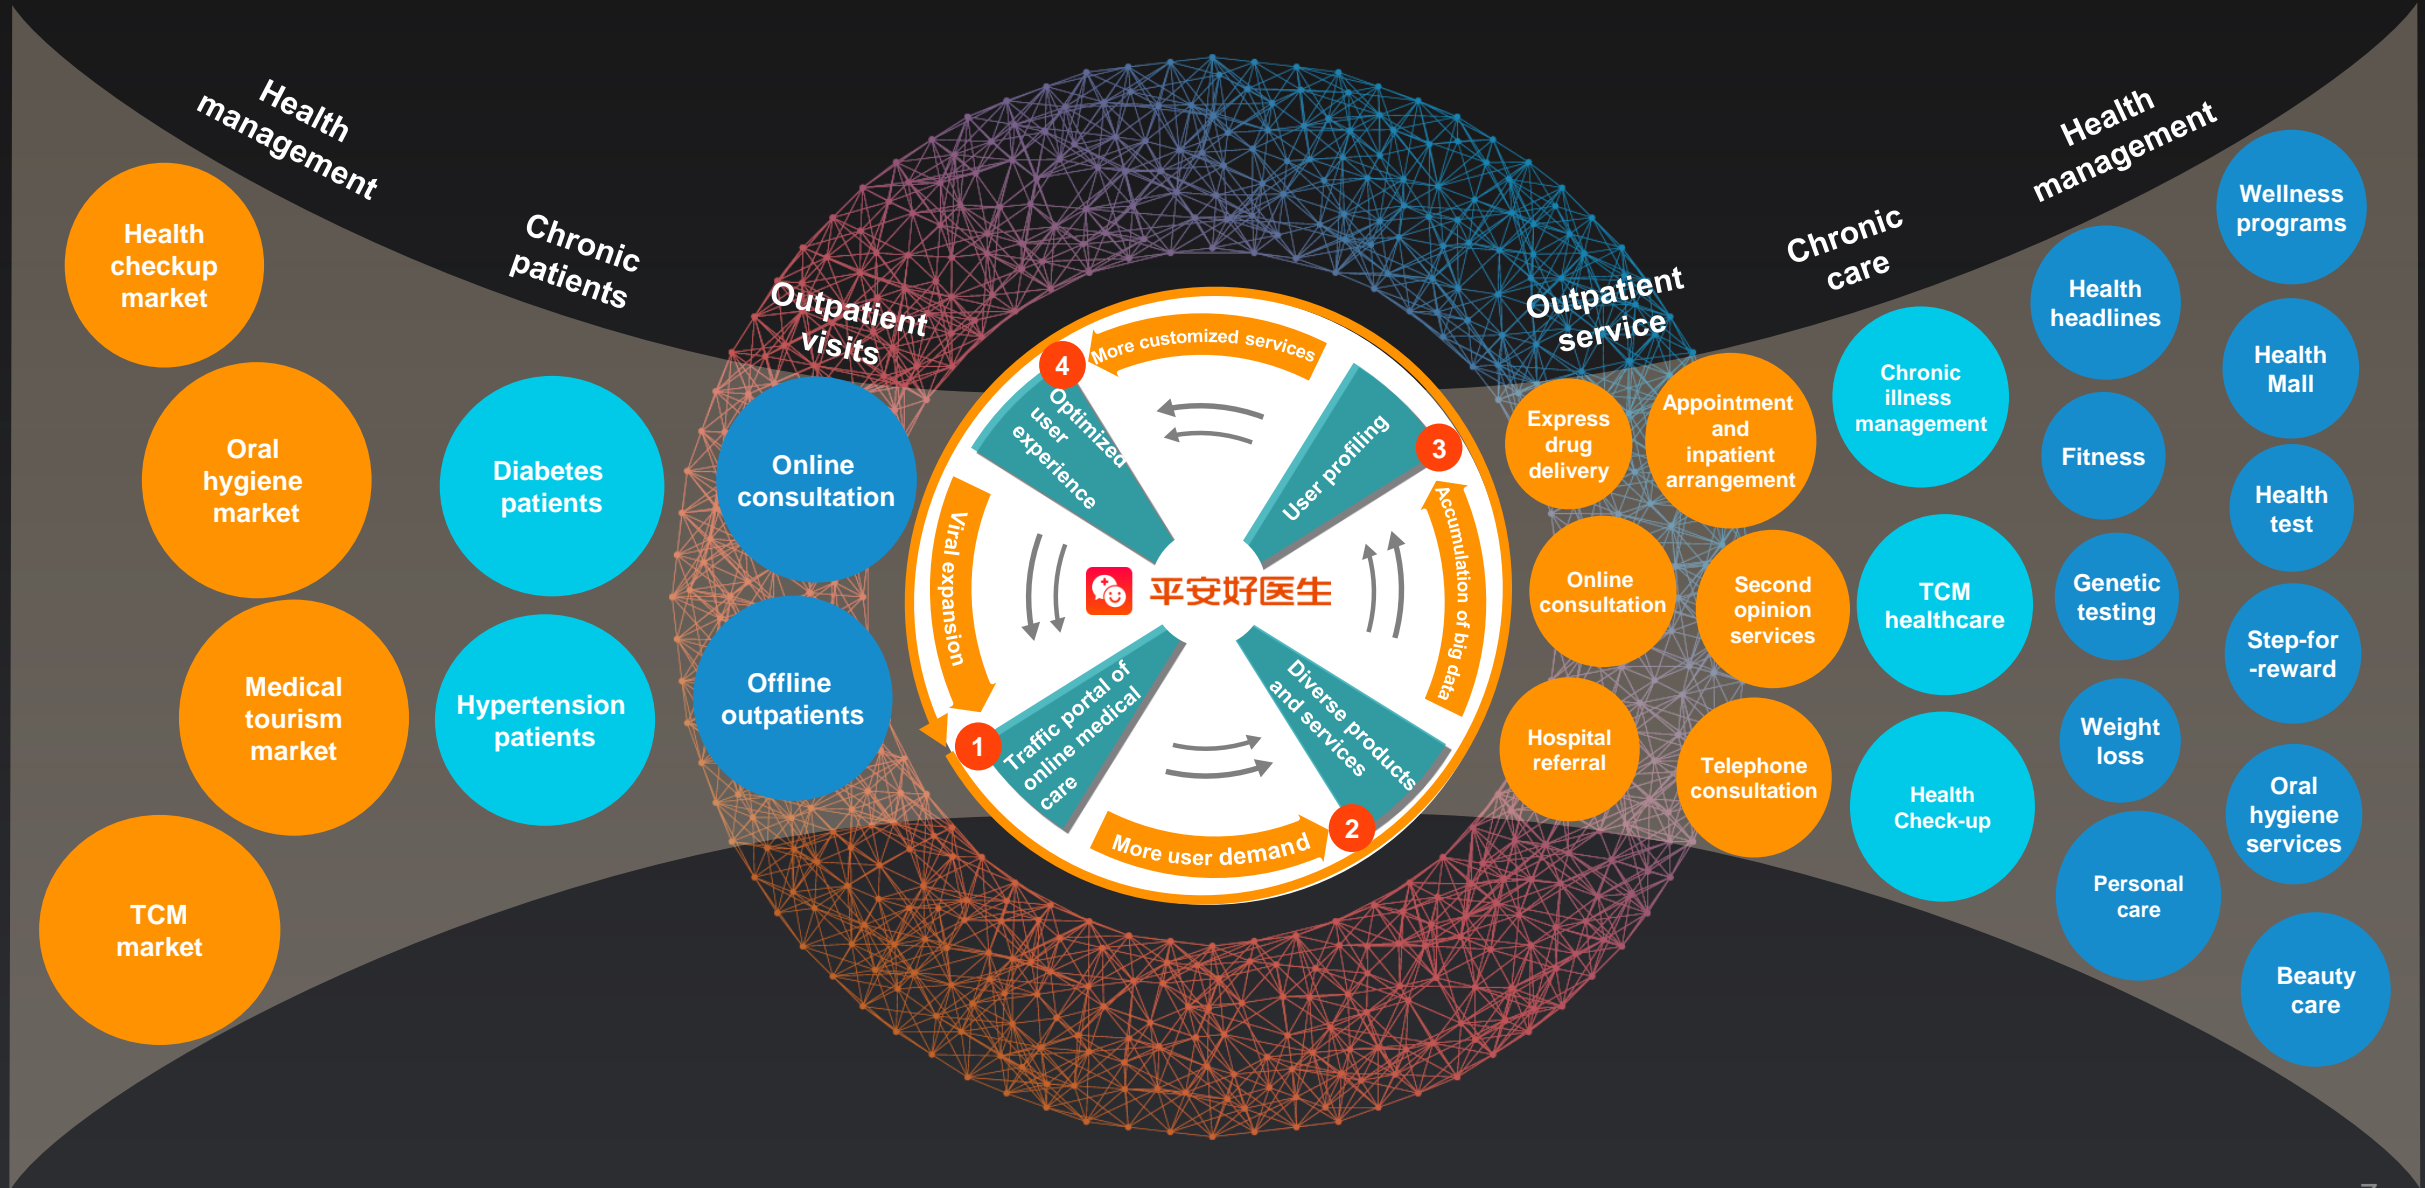 Health
management
Health
checkup
market
Oral
hygiene
market
Medical
tourism
market
TCM
market
Chronic
patients
Diabetes
patients
Hypertension
patients
Outpatient
visits
Online
consultation
Offline
outpatients
4
Optimized
user
experience
More customized services
3
User profiling
Viral expansion
平安好医生
Accumulation of big data
1
Traffic portal of
online medical
care
More user demand
2
Diverse products
and services
Outpatient
service
Express
drug
delivery
Appointment
and
inpatient
arrangement
Online
consultation
Second
opinion
services
Hospital
referral
Telephone
consultation
Chronic
care
Chronic
illness
management
TCM
healthcare
Health
Check-up
Health
management
Health
headlines
Fitness
Genetic
testing
Weight
loss
Personal
care
Wellness
programs
Health
Mall
Health
test
Step-for
-reward
Oral
hygiene
services
Beauty
care